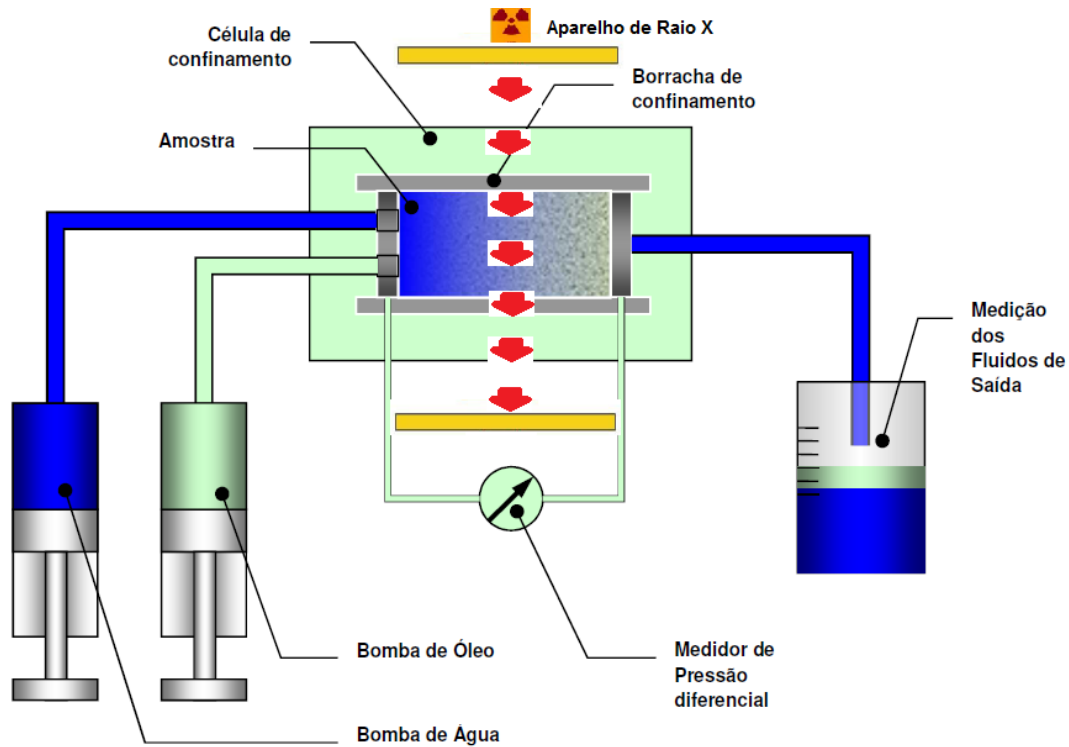 Aparelho de Raio X
Célula de
confinamento
Borracha de
confinamento
Amostra
Medição
dos
Fluidos de
Saída
Bomba de Óleo
Medidor de
Pressão
diferencial
Bomba de Água